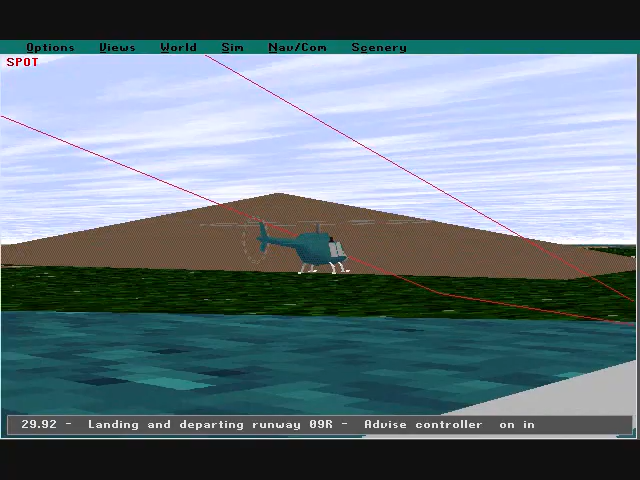 Options Views World Sim Nav/Com Scenery
SPOT
29.92 - Landing and departing runway 09R - Advise controller on in